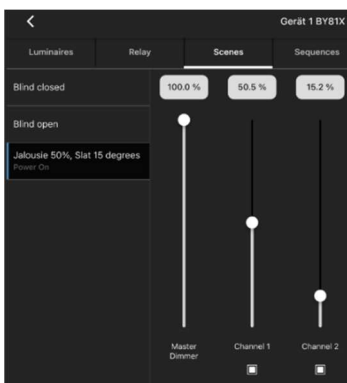 Gerät 1 BY81X
Luminaires Relay Scenes Sequences
Blind closed
100.0 % 50.5 % 15.2 %
Blind open
Jalousie 50%, Slat 15 degrees
Power On
Master
Dimmer
Channel 1
Channel 2